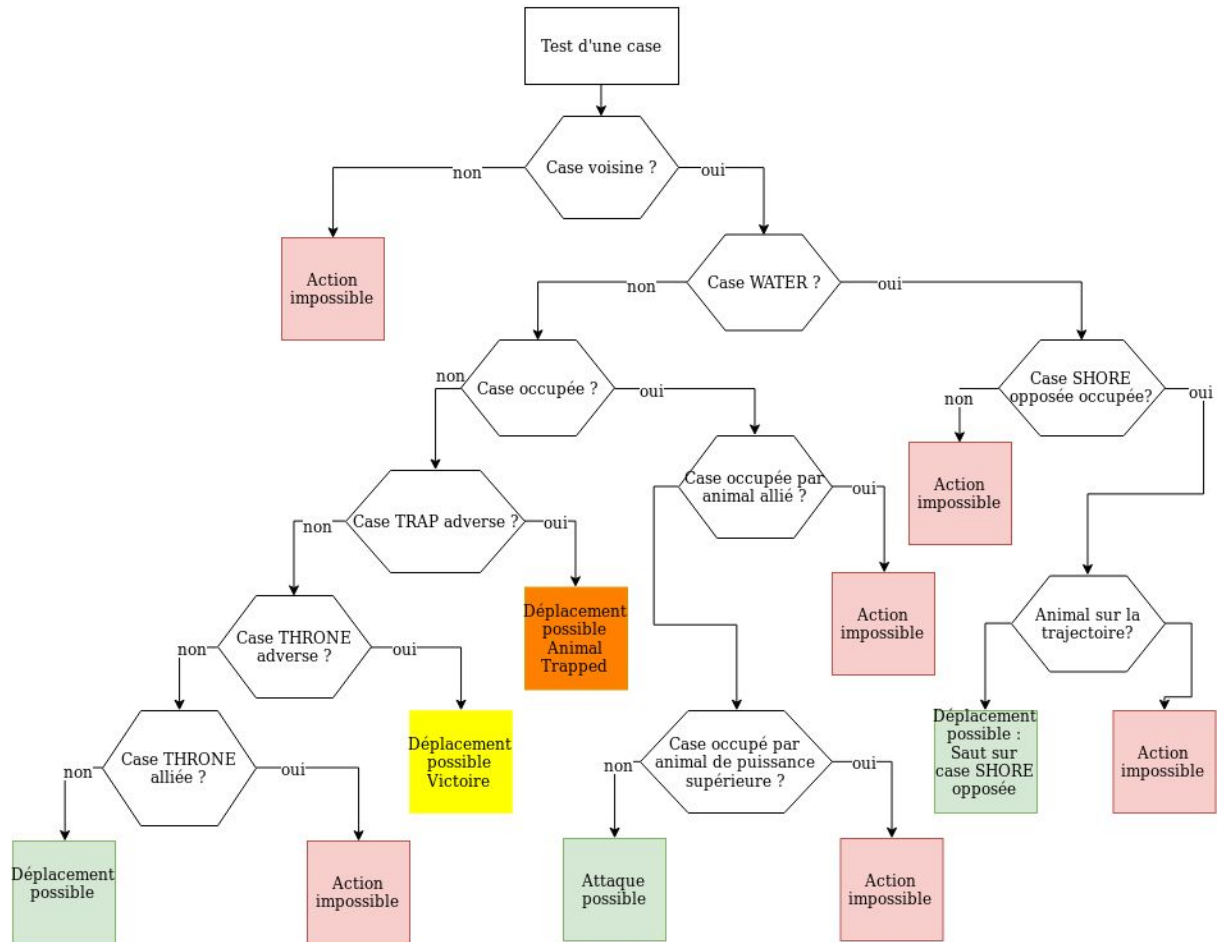 Test d'une case
Case voisine ?
non
oui
Action
impossible
Case WATER ?
non
oui
Case occupée ?
non
oui
Case SHORE
opposée occupée?
non
oui
Case occupée par
animal allié ?
oui
Action
impossible
Case TRAP adverse ?
non
oui
Action
impossible
Animal sur la
trajectoire?
Déplacement
possible
Animal
Trapped
Case THRONE
adverse ?
non
oui
Déplacement
possible
Victoire
Case occupé par
animal de puissance
supérieure ?
non
oui
Déplacement
possible :
Saut sur
case SHORE
opposée
Action
impossible
Case THRONE
alliée ?
non
oui
Déplacement
possible
Action
impossible
Attaque
possible
Action
impossible